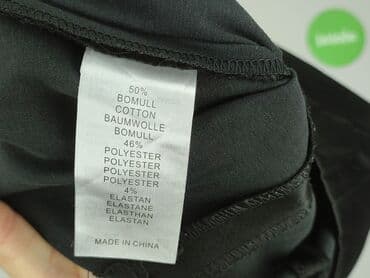 50%
BOMULL
COTTON
BAUMWOLLE
BOMULL
46%
POLYESTER
POLYESTER
POLYESTER
POLYESTER
4%
ELASTAN
ELASTANE
ELASTHAN
ELASTAN
MADE IN CHINA